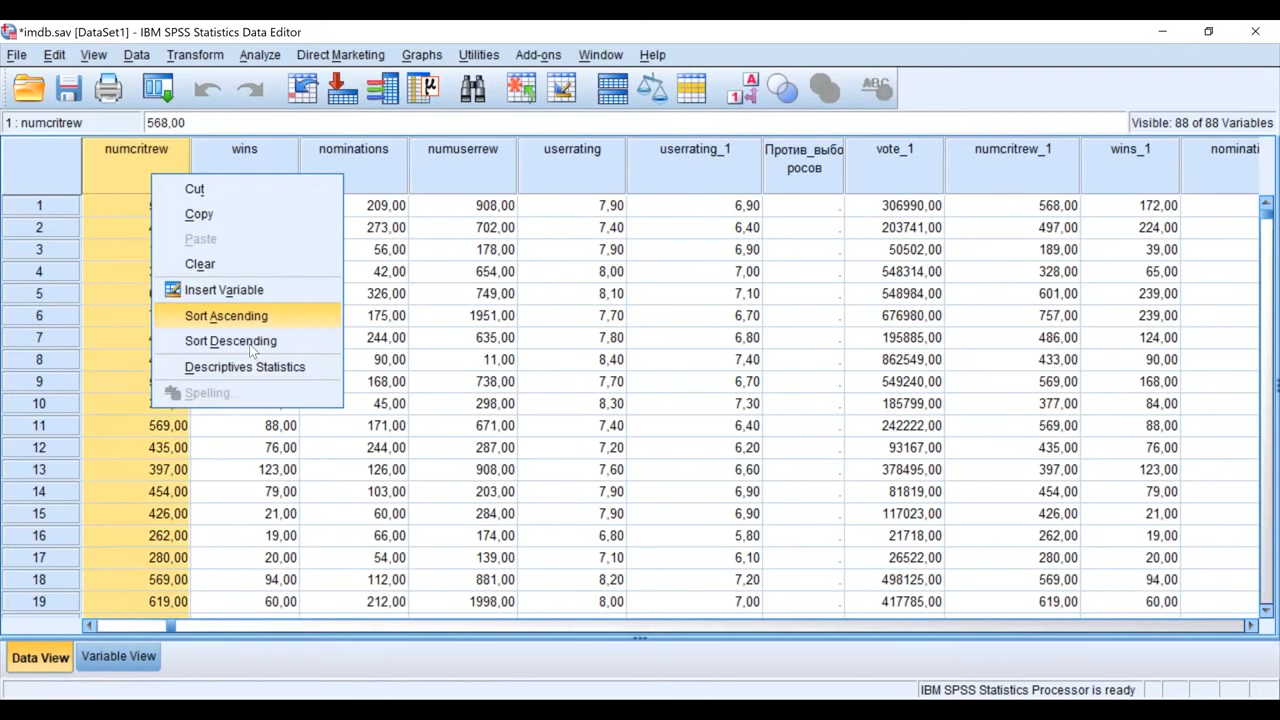 *imdb.sav [DataSet1] - IBM SPSS Statistics Data Editor
File Edit View Data Transform Analyze Direct Marketing Graphs Utilities Add-ons Window Help
1 : numcritrew 568,00 Visible: 88 of 88 Variables
numcritrew wins nominations numuserrew userrating userrating_1 Против_выбо vote_1 numcritrew_1 wins_1 nominati
росов
1 209,00 908,00 7,90 6,90 . 306990,00 568,00 172,00
2 273,00 702,00 7,40 6,40 . 203741,00 497,00 224,00
3 56,00 178,00 7,90 6,90 . 50502,00 189,00 39,00
4 42,00 654,00 8,00 7,00 . 548314,00 328,00 65,00
5 326,00 749,00 8,10 7,10 . 548984,00 601,00 239,00
6 175,00 1951,00 7,70 6,70 . 676980,00 757,00 239,00
7 244,00 635,00 7,80 6,80 . 195885,00 486,00 124,00
8 90,00 11,00 8,40 7,40 . 862549,00 433,00 90,00
9 168,00 738,00 7,70 6,70 . 549240,00 569,00 168,00
10 45,00 298,00 8,30 7,30 . 185799,00 377,00 84,00
11 569,00 88,00 171,00 671,00 7,40 6,40 . 242222,00 569,00 88,00
12 435,00 76,00 244,00 287,00 7,20 6,20 . 93167,00 435,00 76,00
13 397,00 123,00 126,00 908,00 7,60 6,60 . 378495,00 397,00 123,00
14 454,00 79,00 103,00 203,00 7,90 6,90 . 81819,00 454,00 79,00
15 426,00 21,00 60,00 284,00 7,90 6,90 . 117023,00 426,00 21,00
16 262,00 19,00 66,00 174,00 6,80 5,80 . 21718,00 262,00 19,00
17 280,00 20,00 54,00 139,00 7,10 6,10 . 26522,00 280,00 20,00
18 569,00 94,00 112,00 881,00 8,20 7,20 . 498125,00 569,00 94,00
19 619,00 60,00 212,00 1998,00 8,00 7,00 . 417785,00 619,00 60,00
Cut
Copy
Paste
Clear
Insert Variable
Sort Ascending
Sort Descending
Descriptives Statistics
Spelling...
Data View Variable View
IBM SPSS Statistics Processor is ready